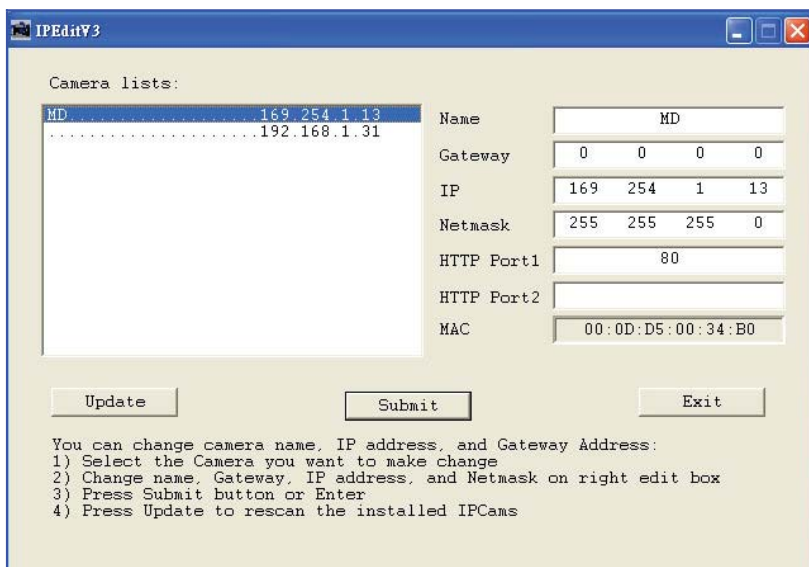 IPEditV3
Camera lists:
MD...................169.254.1.13
.....................192.168.1.31
Name MD
Gateway 0 0 0 0
IP 169 254 1 13
Netmask 255 255 255 0
HTTP Port1 80
HTTP Port2
MAC 00:0D:D5:00:34:B0
Update Submit Exit
You can change camera name, IP address, and Gateway Address:
1) Select the Camera you want to make change
2) Change name, Gateway, IP address, and Netmask on right edit box
3) Press Submit button or Enter
4) Press Update to rescan the installed IPCams